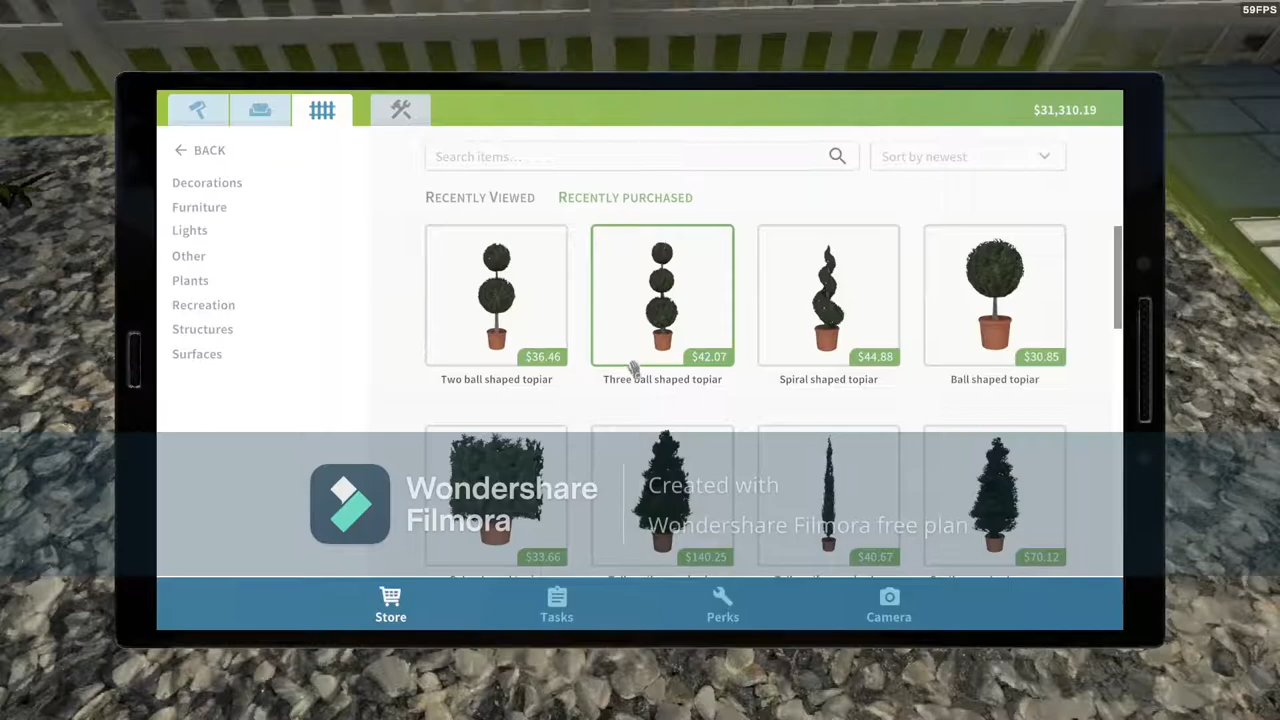 59FPS
$31,310.19
BACK
Search items...
Sort by newest
Decorations
Furniture
Lights
Other
Plants
Recreation
Structures
Surfaces
RECENTLY VIEWED
RECENTLY PURCHASED
$36.46
$42.07
$44.88
$30.85
Two ball shaped topiar
Three ball shaped topiar
Spiral shaped topiar
Ball shaped topiar
Wondershare
Filmora
Created with
Wondershare Filmora free plan
$33.66
$140.25
$40.67
$70.12
Store
Tasks
Perks
Camera